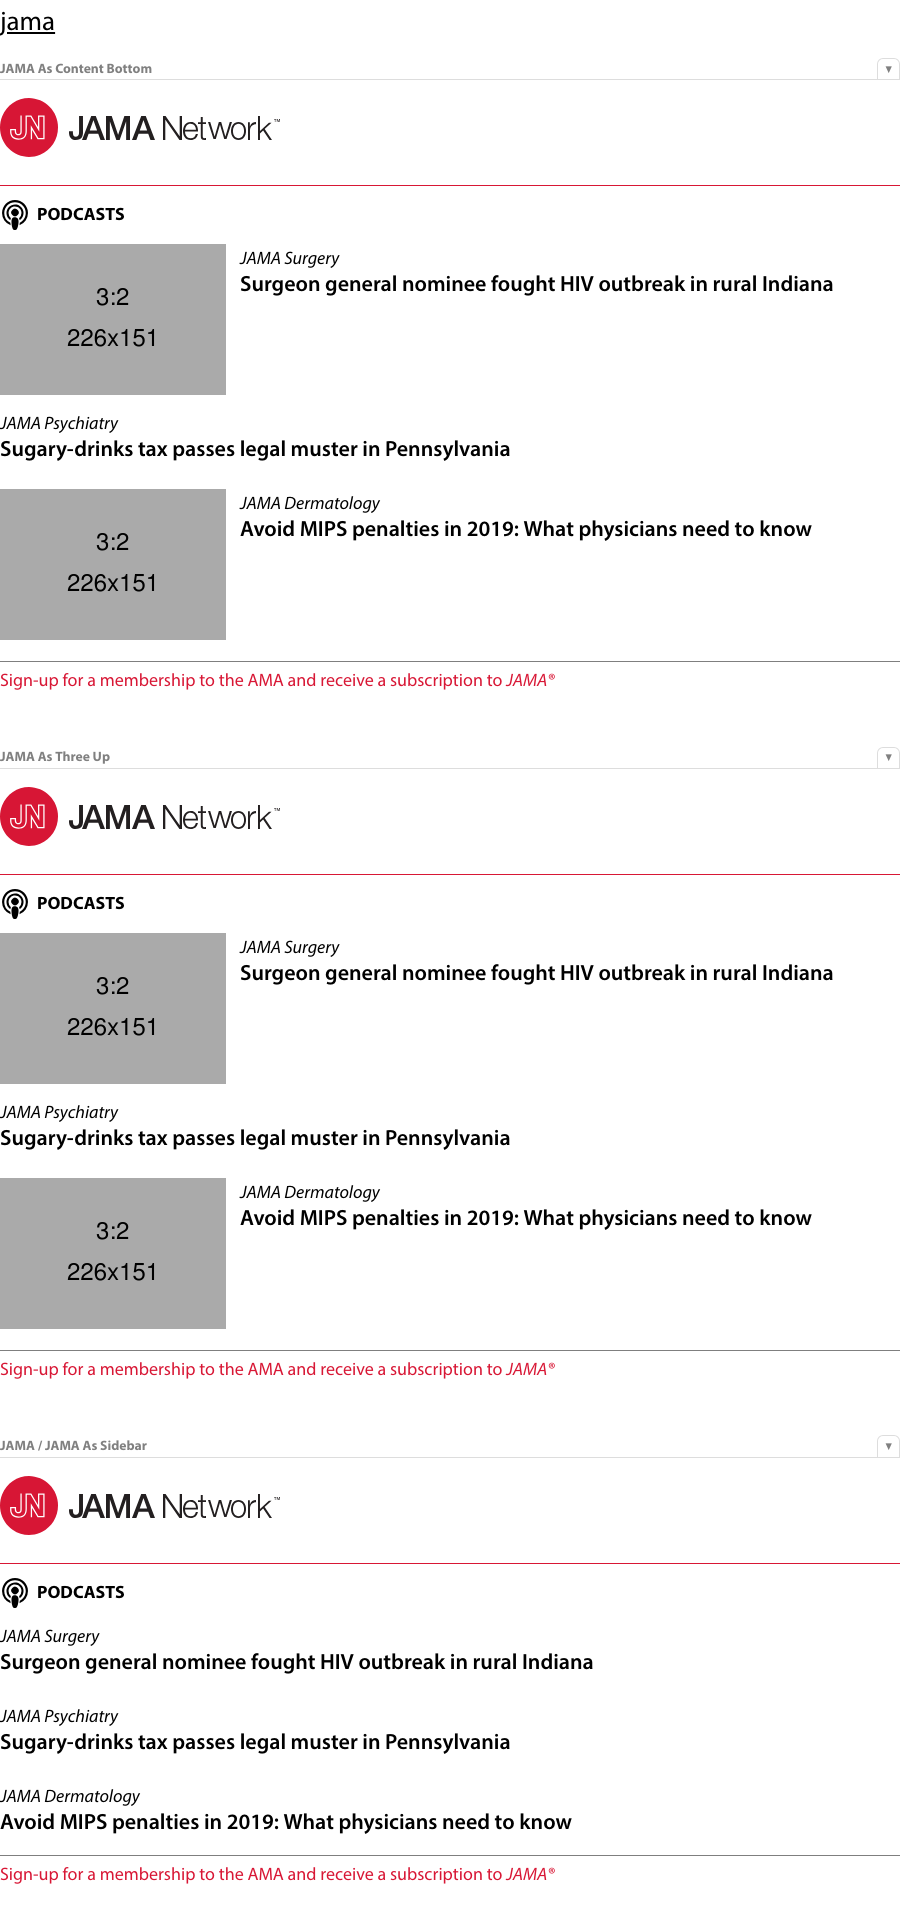 jama
JAMA As Content Bottom
▼
JN JAMA Network™
PODCASTS
3:2
226x151
JAMA Surgery
Surgeon general nominee fought HIV outbreak in rural Indiana
JAMA Psychiatry
Sugary-drinks tax passes legal muster in Pennsylvania
3:2
226x151
JAMA Dermatology
Avoid MIPS penalties in 2019: What physicians need to know
Sign-up for a membership to the AMA and receive a subscription to JAMA®
JAMA As Three Up
▼
JN JAMA Network™
PODCASTS
3:2
226x151
JAMA Surgery
Surgeon general nominee fought HIV outbreak in rural Indiana
JAMA Psychiatry
Sugary-drinks tax passes legal muster in Pennsylvania
3:2
226x151
JAMA Dermatology
Avoid MIPS penalties in 2019: What physicians need to know
Sign-up for a membership to the AMA and receive a subscription to JAMA®
JAMA / JAMA As Sidebar
▼
JN JAMA Network™
PODCASTS
JAMA Surgery
Surgeon general nominee fought HIV outbreak in rural Indiana
JAMA Psychiatry
Sugary-drinks tax passes legal muster in Pennsylvania
JAMA Dermatology
Avoid MIPS penalties in 2019: What physicians need to know
Sign-up for a membership to the AMA and receive a subscription to JAMA®